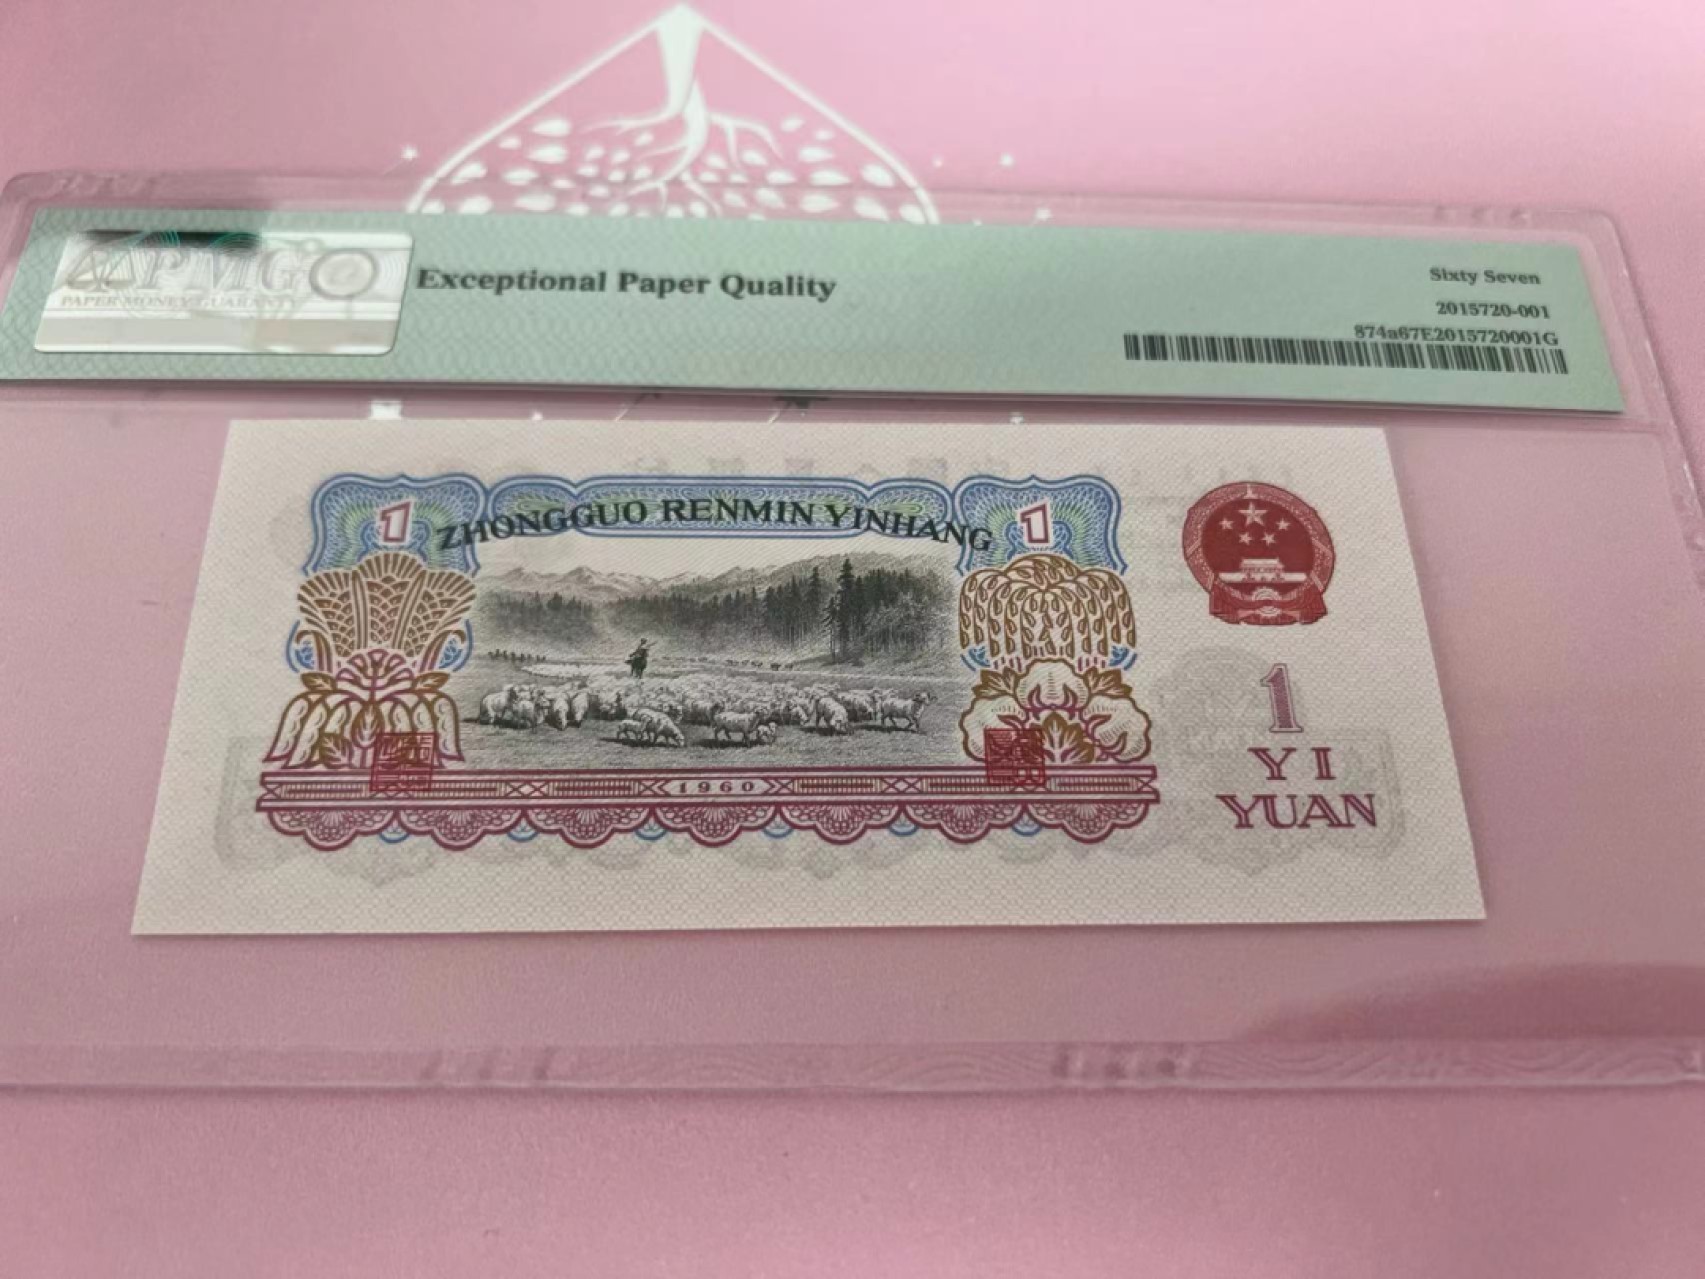 PMG
PAPER MONEY GUARANTY
Exceptional Paper Quality
Sixty Seven
2015720-001
874a67E2015720001G
1
ZHONGGUO RENMIN YINHANG
1
1
YI
YUAN
1960